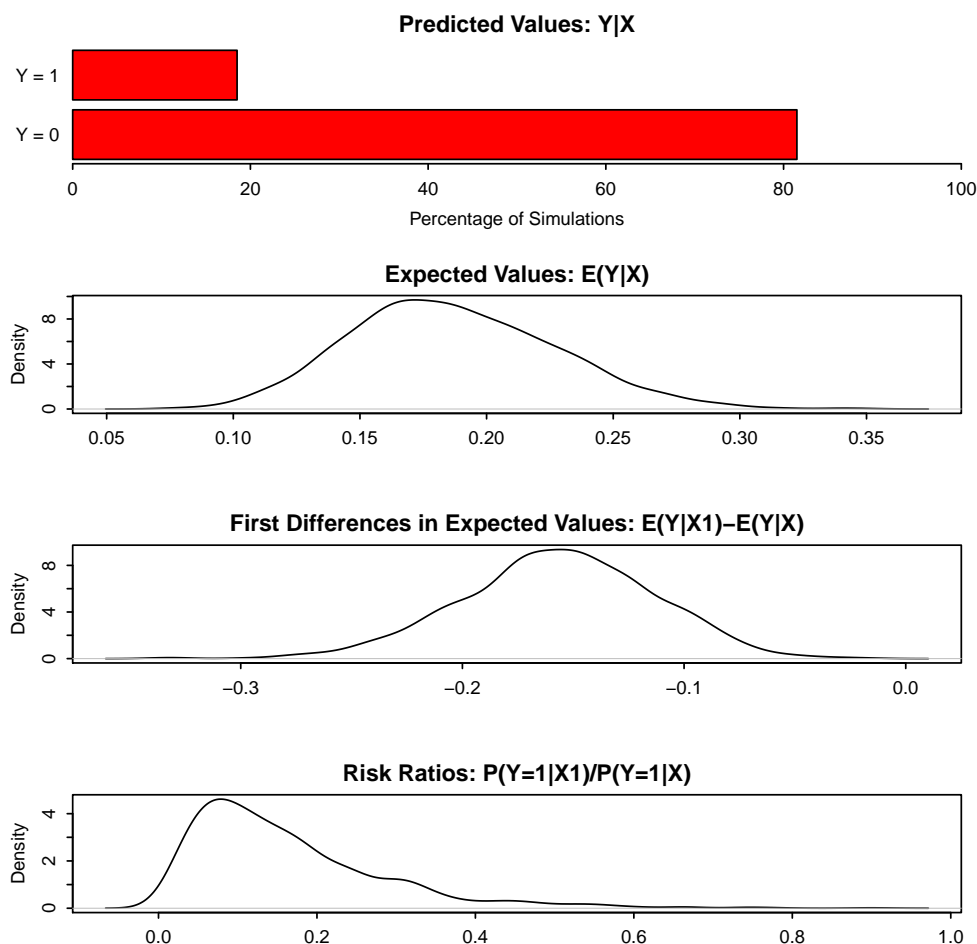 Predicted Values: Y|X
Y = 1
Y = 0
0 20 40 60 80 100
Percentage of Simulations
Expected Values: E(Y|X)
Density
8
4
0
0.05 0.10 0.15 0.20 0.25 0.30 0.35
First Differences in Expected Values: E(Y|X1)−E(Y|X)
Density
8
4
0
−0.3 −0.2 −0.1 0.0
Risk Ratios: P(Y=1|X1)/P(Y=1|X)
Density
4
2
0
0.0 0.2 0.4 0.6 0.8 1.0